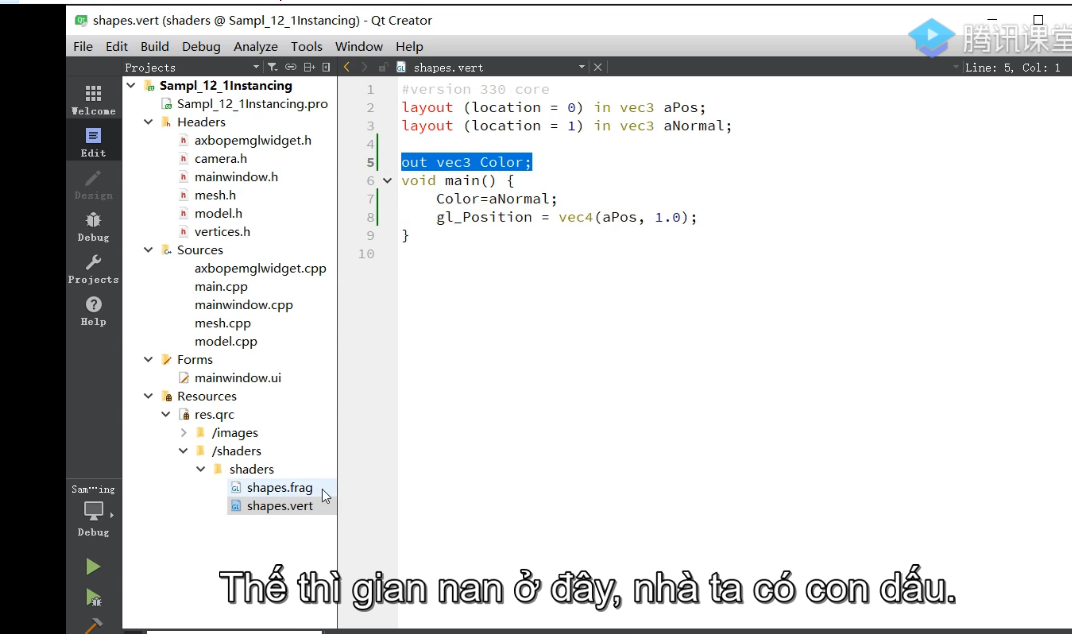 shapes.vert (shaders @ Sampl_12_1Instancing) - Qt Creator
腾讯课堂
File Edit Build Debug Analyze Tools Window Help
Projects
shapes.vert
Line: 5, Col: 1
Welcome
Edit
Design
Debug
Projects
Help
Sampl_12_1Instancing
Sampl_12_1Instancing.pro
Headers
axbopemglwidget.h
camera.h
mainwindow.h
mesh.h
model.h
vertices.h
Sources
axbopemglwidget.cpp
main.cpp
mainwindow.cpp
mesh.cpp
model.cpp
Forms
mainwindow.ui
Resources
res.qrc
/images
/shaders
shaders
shapes.frag
shapes.vert
1 #version 330 core
2 layout (location = 0) in vec3 aPos;
3 layout (location = 1) in vec3 aNormal;
4
5 out vec3 Color;
6 void main() {
7 Color=aNormal;
8 gl_Position = vec4(aPos, 1.0);
9 }
10
Sam···ing
Debug
Thế thì gian nan ở đây, nhà ta có con dấu.